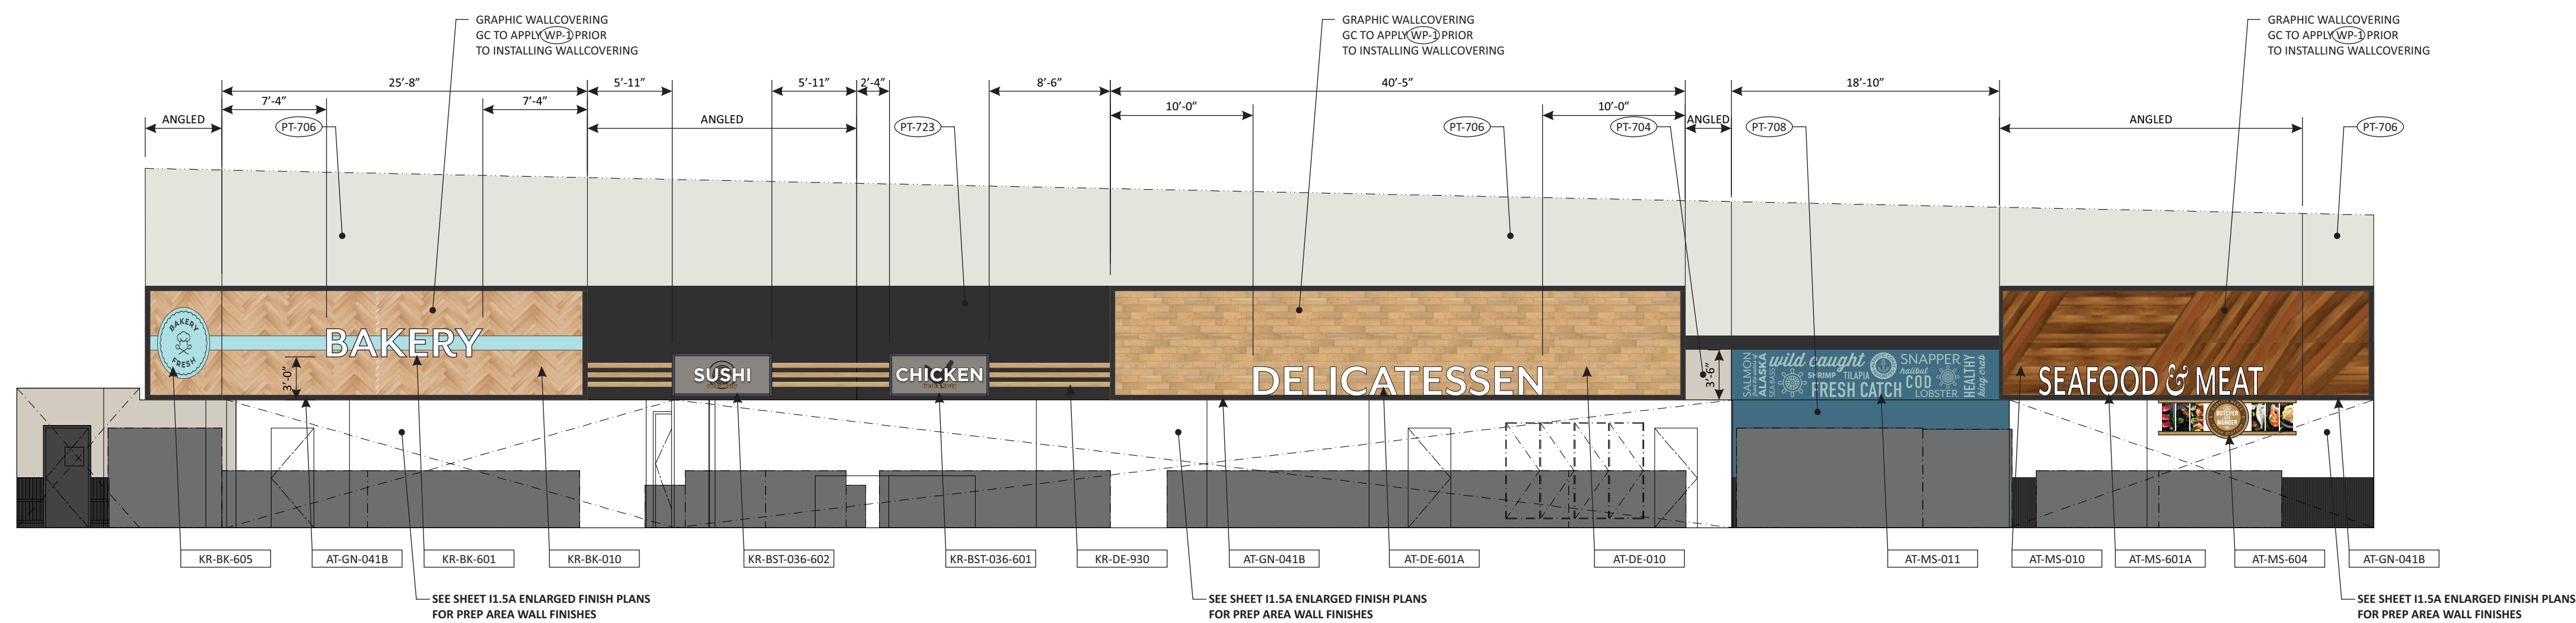 GRAPHIC WALLCOVERING
GC TO APPLY WP-1 PRIOR
TO INSTALLING WALLCOVERING
GRAPHIC WALLCOVERING
GC TO APPLY WP-1 PRIOR
TO INSTALLING WALLCOVERING
GRAPHIC WALLCOVERING
GC TO APPLY WP-1 PRIOR
TO INSTALLING WALLCOVERING
25'-8" 5'-11" 5'-11" 2'-4" 8'-6" 40'-5" 18'-10"
7'-4" 7'-4" 10'-0" 10'-0"
ANGLED ANGLED ANGLED ANGLED
PT-706 PT-723 PT-706 PT-704 PT-708 PT-706
BAKERY
FRESH
BAKERY
3'-0"
SUSHI
CHICKEN
DELICATESSEN
3'-6"
SALMON
ALASKA
SEA BASS
wild caught
SHRIMP TILAPIA
FRESH CATCH
SNAPPER
halibut
COD
LOBSTER
HEALTHY
king crab
SEAFOOD & MEAT
BUTCHER
MONGER
KR-BK-605 AT-GN-041B KR-BK-601 KR-BK-010 KR-BST-036-602 KR-BST-036-601 KR-DE-930 AT-GN-041B AT-DE-601A AT-DE-010 AT-MS-011 AT-MS-010 AT-MS-601A AT-MS-604 AT-GN-041B
SEE SHEET I1.5A ENLARGED FINISH PLANS
FOR PREP AREA WALL FINISHES
SEE SHEET I1.5A ENLARGED FINISH PLANS
FOR PREP AREA WALL FINISHES
SEE SHEET I1.5A ENLARGED FINISH PLANS
FOR PREP AREA WALL FINISHES